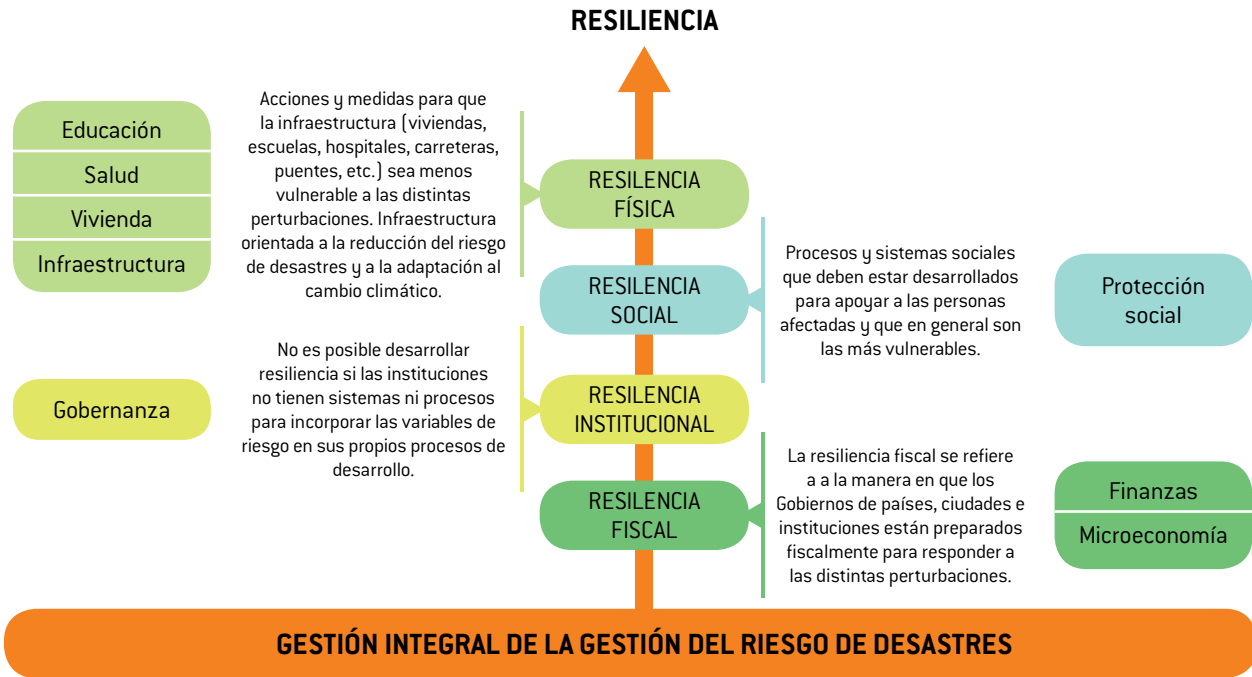 RESILIENCIA
Educación
Salud
Vivienda
Infraestructura
Acciones y medidas para que
la infraestructura (viviendas,
escuelas, hospitales, carreteras,
puentes, etc.) sea menos
vulnerable a las distintas
perturbaciones. Infraestructura
orientada a la reducción del riesgo
de desastres y a la adaptación al
cambio climático.
RESILENCIA
FÍSICA
RESILENCIA
SOCIAL
Procesos y sistemas sociales
que deben estar desarrollados
para apoyar a las personas
afectadas y que en general son
las más vulnerables.
Protección
social
Gobernanza
No es posible desarrollar
resiliencia si las instituciones
no tienen sistemas ni procesos
para incorporar las variables de
riesgo en sus propios procesos de
desarrollo.
RESILENCIA
INSTITUCIONAL
RESILENCIA
FISCAL
La resiliencia fiscal se refiere
a a la manera en que los
Gobiernos de países, ciudades e
instituciones están preparados
fiscalmente para responder a
las distintas perturbaciones.
Finanzas
Microeconomía
GESTIÓN INTEGRAL DE LA GESTIÓN DEL RIESGO DE DESASTRES